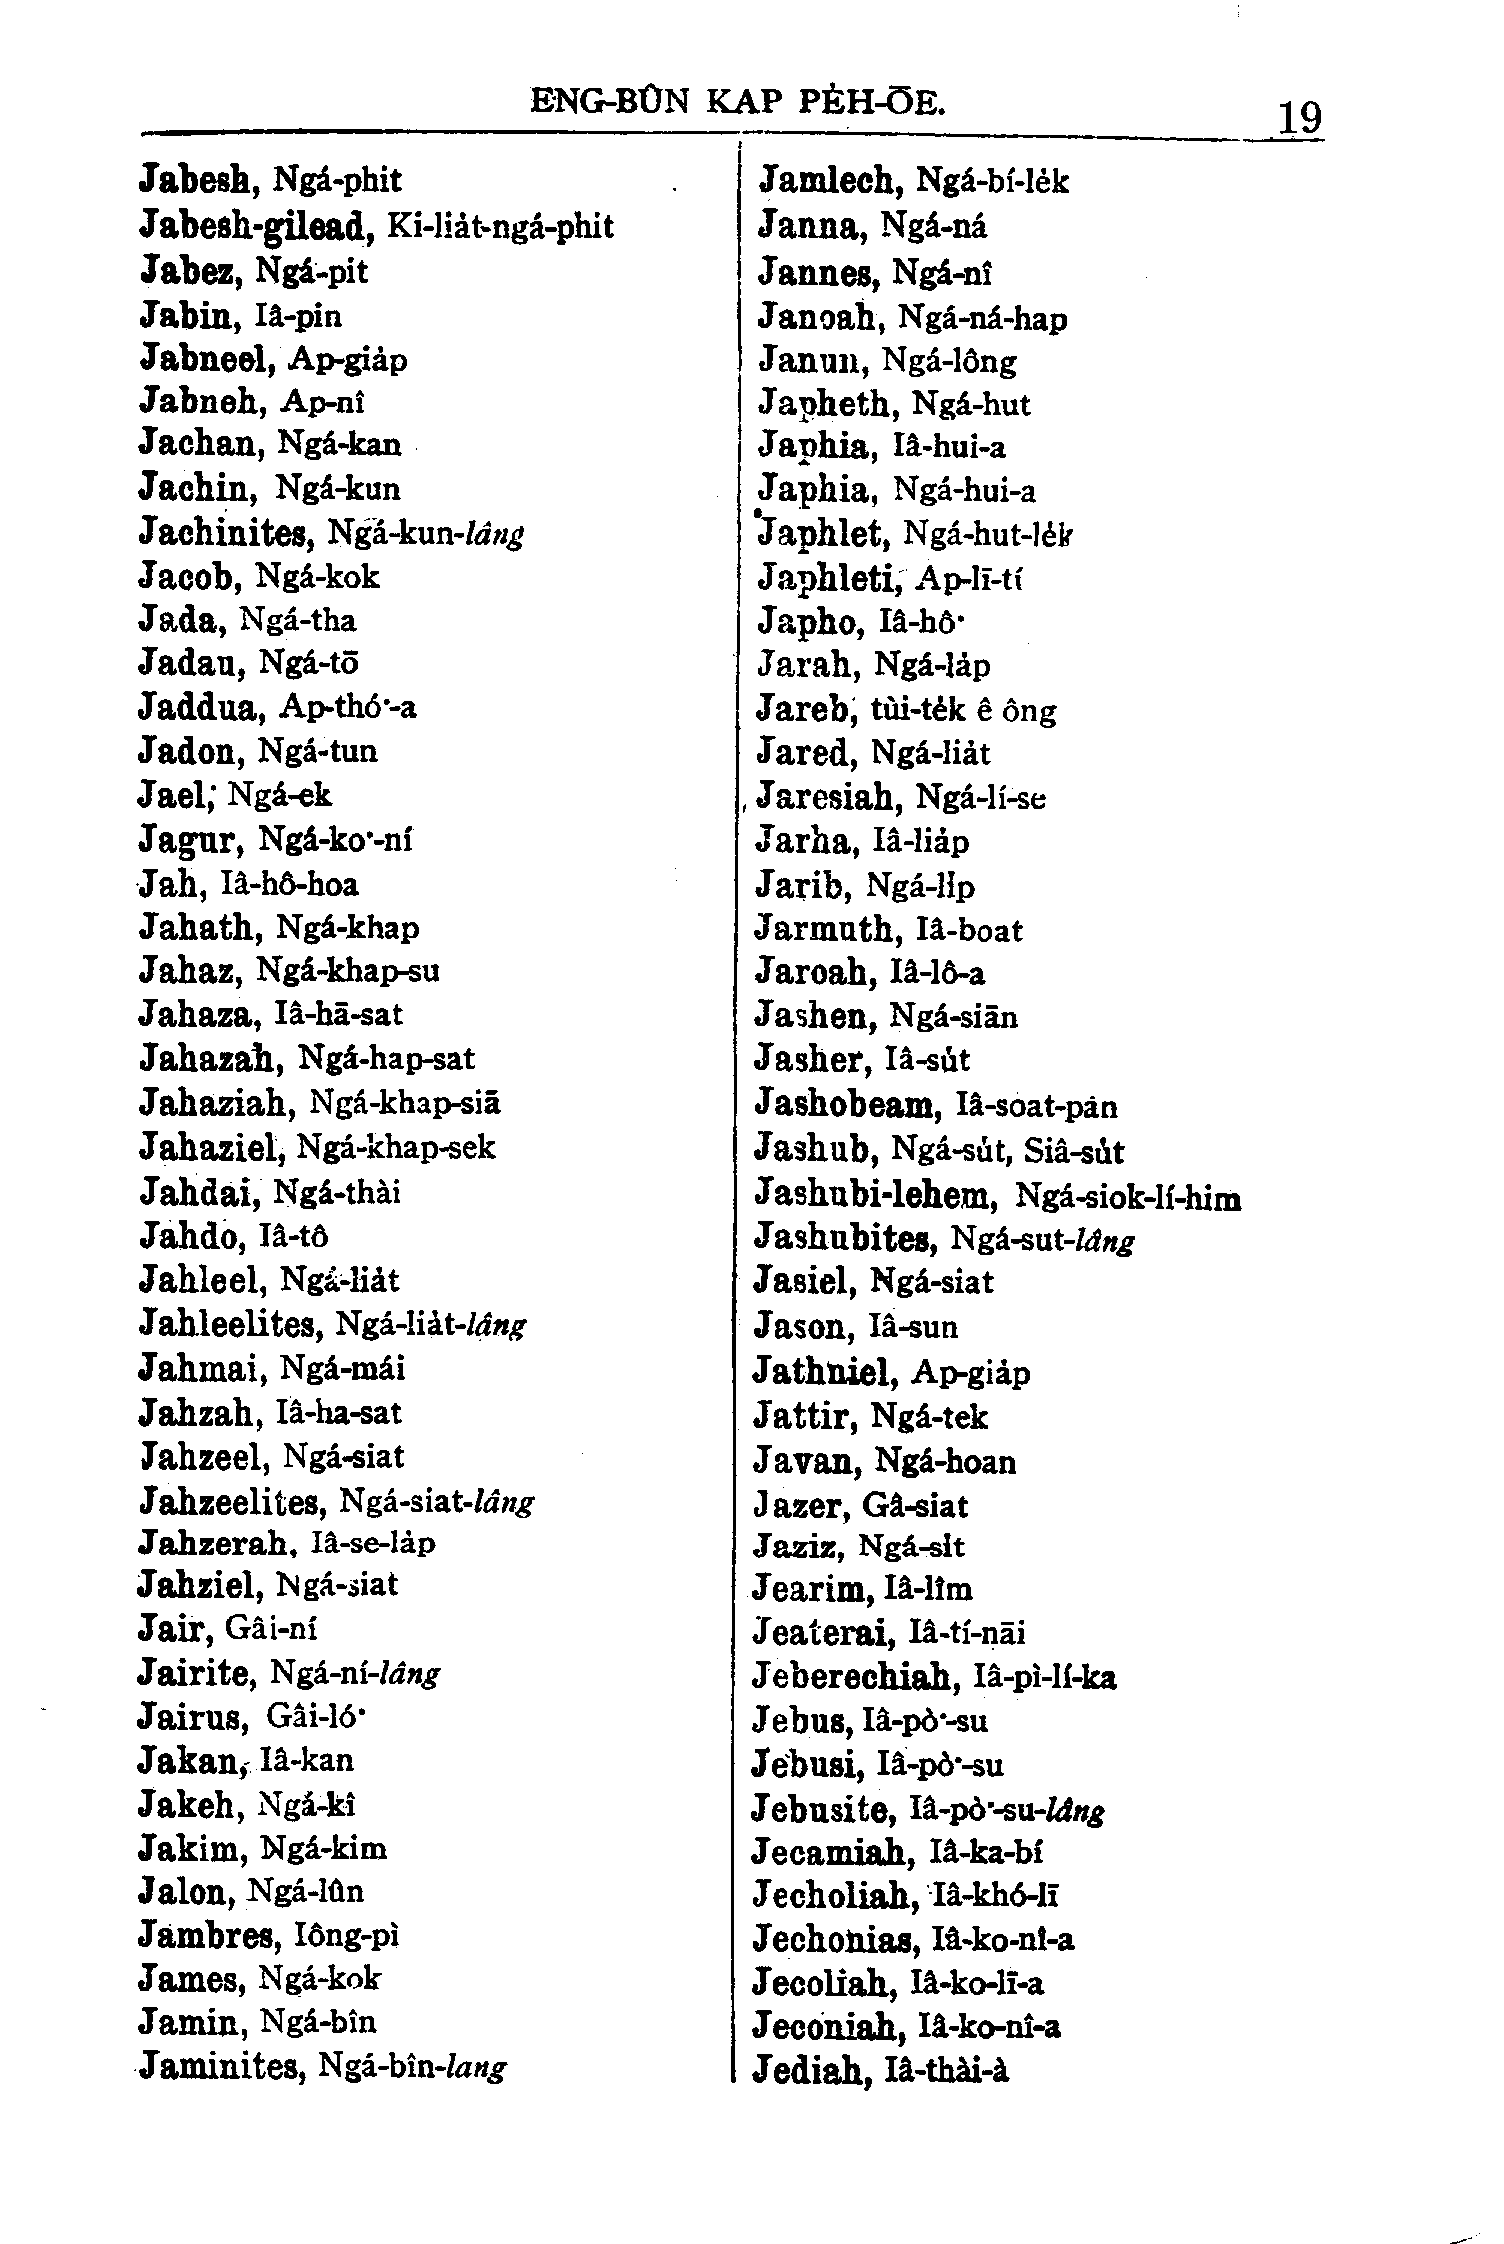 ENG-BÛN KAP PE̍H-ŌE.
19
Jabesh, Ngá-phit
Jabesh-gilead, Ki-lia̍t-ngá-phit
Jabez, Ngá-pit
Jabin, Iâ-pin
Jabneel, Ap-gia̍p
Jabneh, Ap-nî
Jachan, Ngá-kan
Jachin, Ngá-kun
Jachinites, Ngá-kun-lâng
Jacob, Ngá-kok
Jada, Ngá-tha
Jadau, Ngá-tō
Jaddua, Ap-thó͘-a
Jadon, Ngá-tun
Jael, Ngá-ek
Jagur, Ngá-ko͘-ní
Jah, Iâ-hô-hoa
Jahath, Ngá-khap
Jahaz, Ngá-khap-su
Jahaza, Iâ-hā-sat
Jahazah, Ngá-hap-sat
Jahaziah, Ngá-khap-siā
Jahaziel, Ngá-khap-sek
Jahdai, Ngá-thài
Jahdo, Iâ-tô
Jahleel, Ngá-lia̍t
Jahleelites, Ngá-lia̍t-lâng
Jahmai, Ngá-mái
Jahzah, Iâ-ha-sat
Jahzeel, Ngá-siat
Jahzeelites, Ngá-siat-lâng
Jahzerah, Iâ-se-la̍p
Jahziel, Ngá-siat
Jair, Gâi-ní
Jairite, Ngá-ní-lâng
Jairus, Gâi-ló͘
Jakan, Iâ-kan
Jakeh, Ngá-kî
Jakim, Ngá-kim
Jalon, Ngá-lûn
Jambres, Iông-pì
James, Ngá-kok
Jamin, Ngá-bîn
Jaminites, Ngá-bîn-lang
Jamlech, Ngá-bí-le̍k
Janna, Ngá-ná
Jannes, Ngá-nî
Janoah, Ngá-ná-hap
Janun, Ngá-lông
Japheth, Ngá-hut
Japhia, Iâ-hui-a
Japhia, Ngá-hui-a
Japhlet, Ngá-hut-le̍k
Japhleti, Ap-lī-tí
Japho, Iâ-hô͘
Jarah, Ngá-la̍p
Jareb, tùi-te̍k ê ông
Jared, Ngá-lia̍t
Jaresiah, Ngá-lí-se
Jarha, Iâ-lia̍p
Jarib, Ngá-li̍p
Jarmuth, Iâ-boat
Jaroah, Iâ-lô-a
Jashen, Ngá-siān
Jasher, Iâ-su̍t
Jashobeam, Iâ-soat-pán
Jashub, Ngá-su̍t, Siâ-su̍t
Jashubi-lehem, Ngá-siok-lí-him
Jashubites, Ngá-sut-lâng
Jasiel, Ngá-siat
Jason, Iâ-sun
Jathniel, Ap-gia̍p
Jattir, Ngá-tek
Javan, Ngá-hoan
Jazer, Gâ-siat
Jaziz, Ngá-si̍t
Jearim, Iâ-lîm
Jeaterai, Iâ-tí-nāi
Jeberechiah, Iâ-pì-lí-ka
Jebus, Iâ-pò͘-su
Jebusi, Iâ-pò͘-su
Jebusite, Iâ-pò͘-su-lâng
Jecamiah, Iâ-ka-bí
Jecholiah, Iâ-khó-lī
Jechonias, Iâ-ko-nî-a
Jecoliah, Iâ-ko-lī-a
Jeconiah, Iâ-ko-nî-a
Jediah, Iâ-thài-à